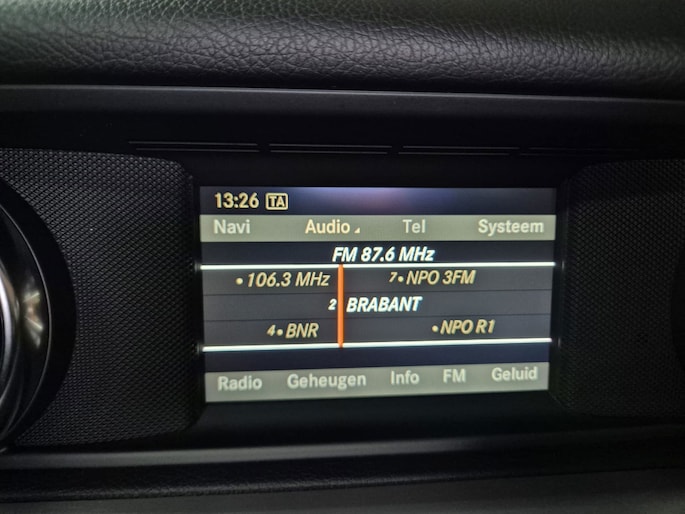 13:26 TA
Navi Audio Tel Systeem
FM 87.6 MHz
•106.3 MHz 7•NPO 3FM
2 BRABANT
4•BNR •NPO R1
Radio Geheugen Info FM Geluid